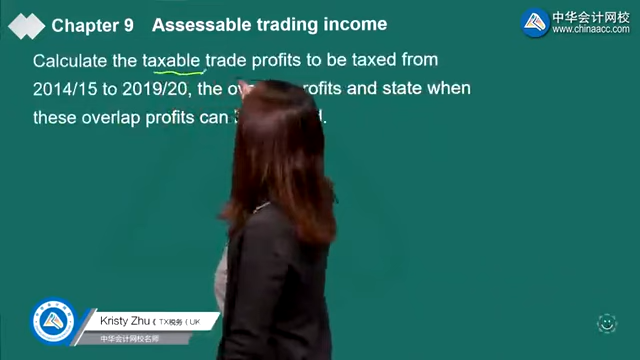 Chapter 9 Assessable trading income
中华会计网校
www.chinaacc.com
Calculate the taxable trade profits to be taxed from
2014/15 to 2019/20, the profits and state when
these overlap profits can
Kristy Zhu ( TX税务 ( UK
中华会计网校名师